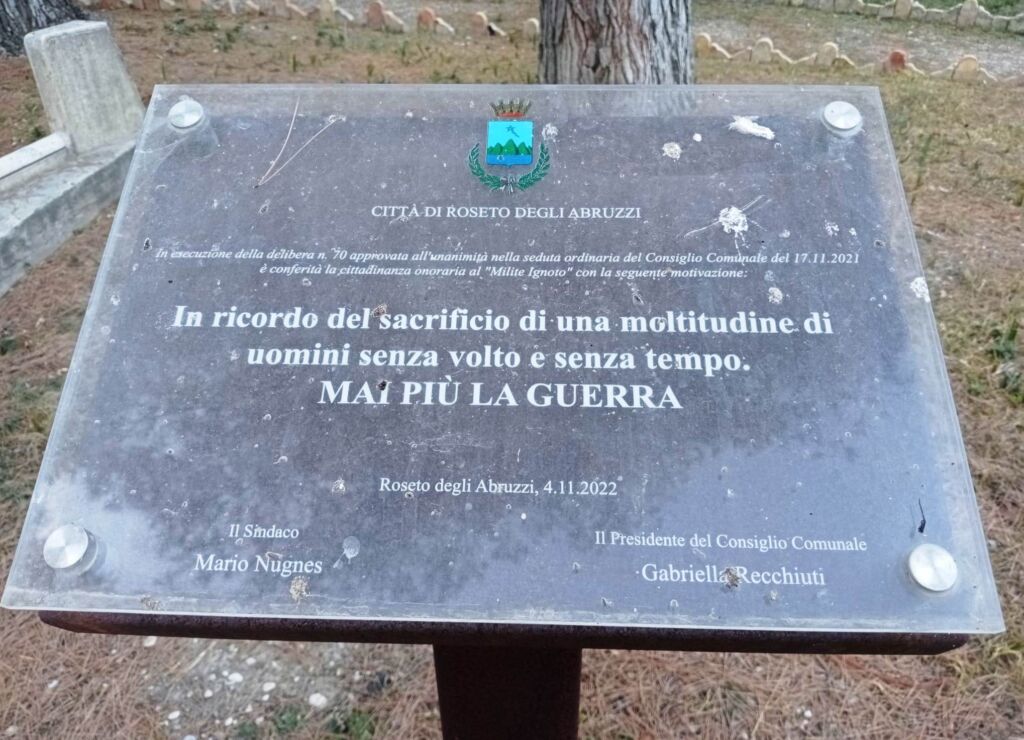 CITTÀ DI ROSETO DEGLI ABRUZZI
In esecuzione della delibera n. 70 approvata all'unanimità nella seduta ordinaria del Consiglio Comunale del 17.11.2021
è conferità la cittadinanza onoraria al "Milite Ignoto" con la seguente motivazione:
In ricordo del sacrificio di una moltitudine di
uomini senza volto e senza tempo.
MAI PIÙ LA GUERRA
Roseto degli Abruzzi, 4.11.2022
Il Sindaco
Mario Nugnes
Il Presidente del Consiglio Comunale
Gabriella Recchiuti